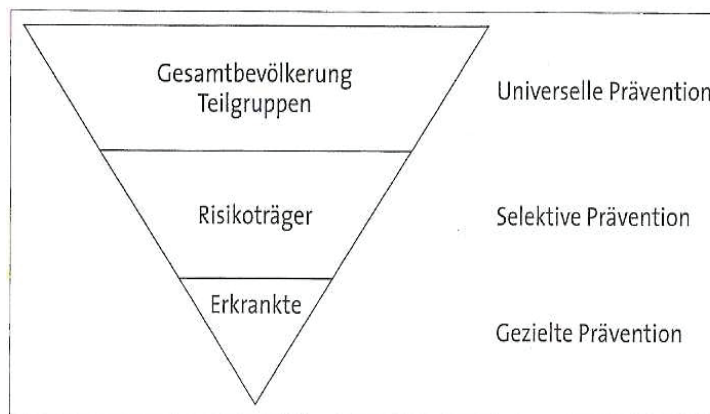 Gesamtbevölkerung
Teilgruppen
Universelle Prävention
Risikoträger
Selektive Prävention
Erkrankte
Gezielte Prävention